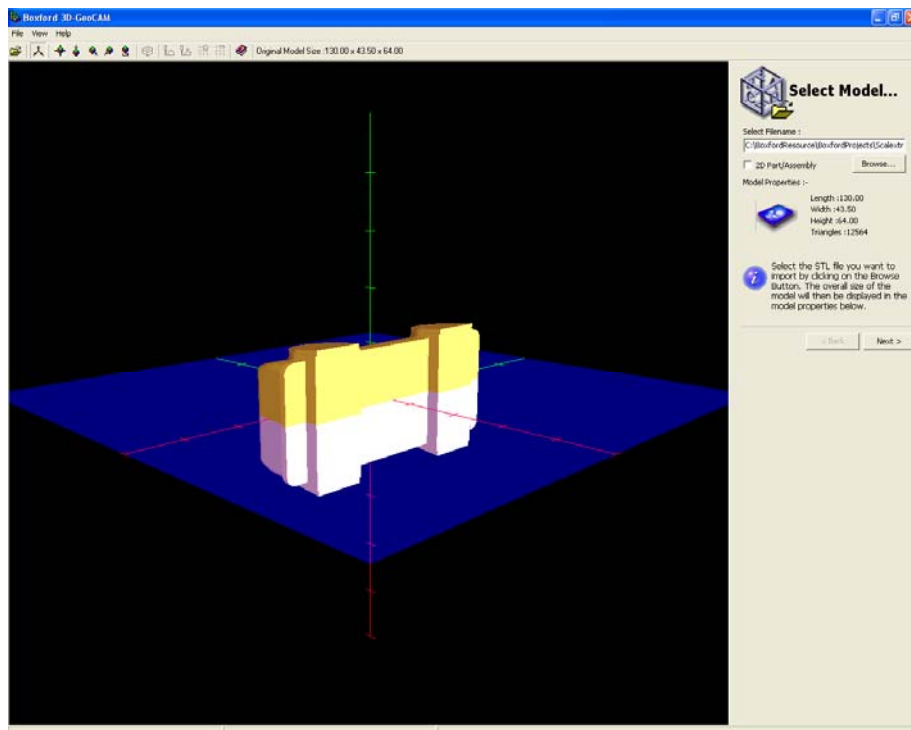 Boxford 3D-GeoCAM
File View Help
Original Model Size :130.00 x 43.50 x 64.00
Select Model...
Select Filename :
C:\BoxfordResource\BoxfordProjects\Scalextr
2D Part/Assembly
Browse...
Model Properties :-
Length :130.00
Width :43.50
Height :64.00
Triangles :12564
Select the STL file you want to
import by clicking on the Browse
Button. The overall size of the
model will then be displayed in the
model properties below.
< Back Next >